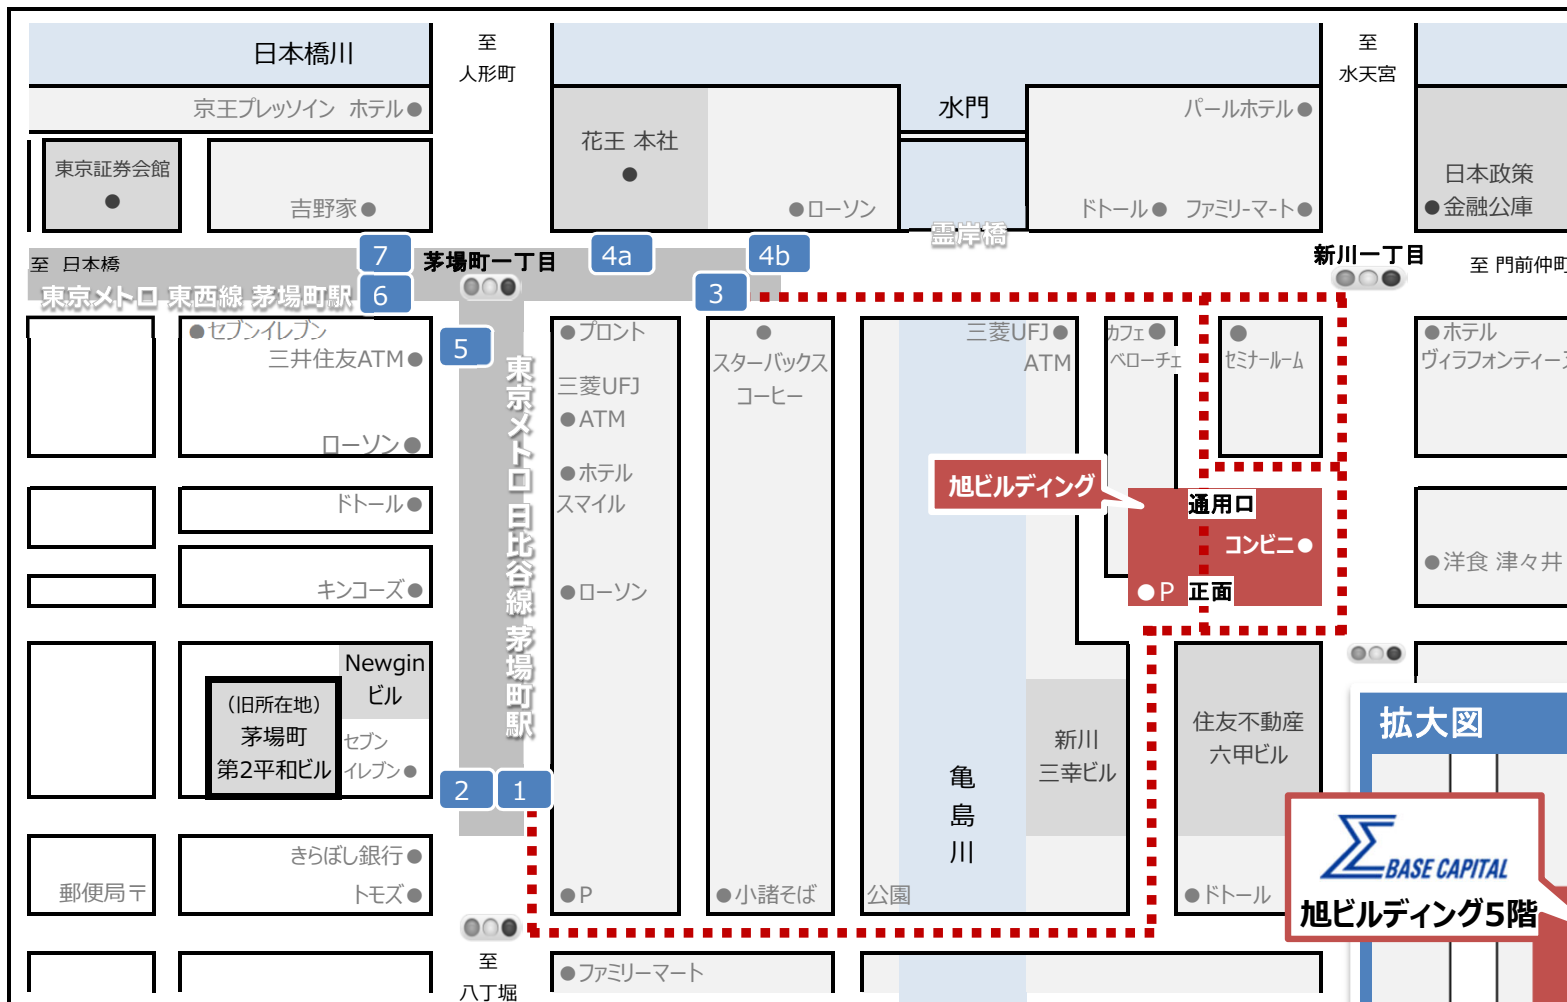 日本橋川
至
人形町
至
水天宮
京王プレッソイン ホテル
水門
パールホテル
花王 本社
東京証券会館
吉野家
ローソン
ドトール
ファミリーマート
日本政策
金融公庫
霊岸橋
至 日本橋
7
茅場町一丁目
4a
4b
新川一丁目
至 門前仲町
東京メトロ 東西線 茅場町駅
6
3
セブンイレブン
三井住友ATM
5
プロント
スターバックス
コーヒー
三菱UFJ
ATM
カフェ
ベローチェ
セミナールーム
ホテル
ヴィラフォンティーヌ
東京メトロ 日比谷線 茅場町駅
三菱UFJ
ATM
ローソン
ホテル
スマイル
旭ビルディング
通用口
コンビニ
P
正面
ドトール
キンコーズ
ローソン
洋食 津々井
Newgin
ビル
(旧所在地)
茅場町
第2平和ビル
セブン
イレブン
2
1
新川
三幸ビル
住友不動産
六甲ビル
拡大図
亀島川
BASE CAPITAL
旭ビルディング5階
きらぼし銀行
郵便局〒
トモズ
P
小諸そば
公園
ドトール
至
八丁堀
ファミリーマート